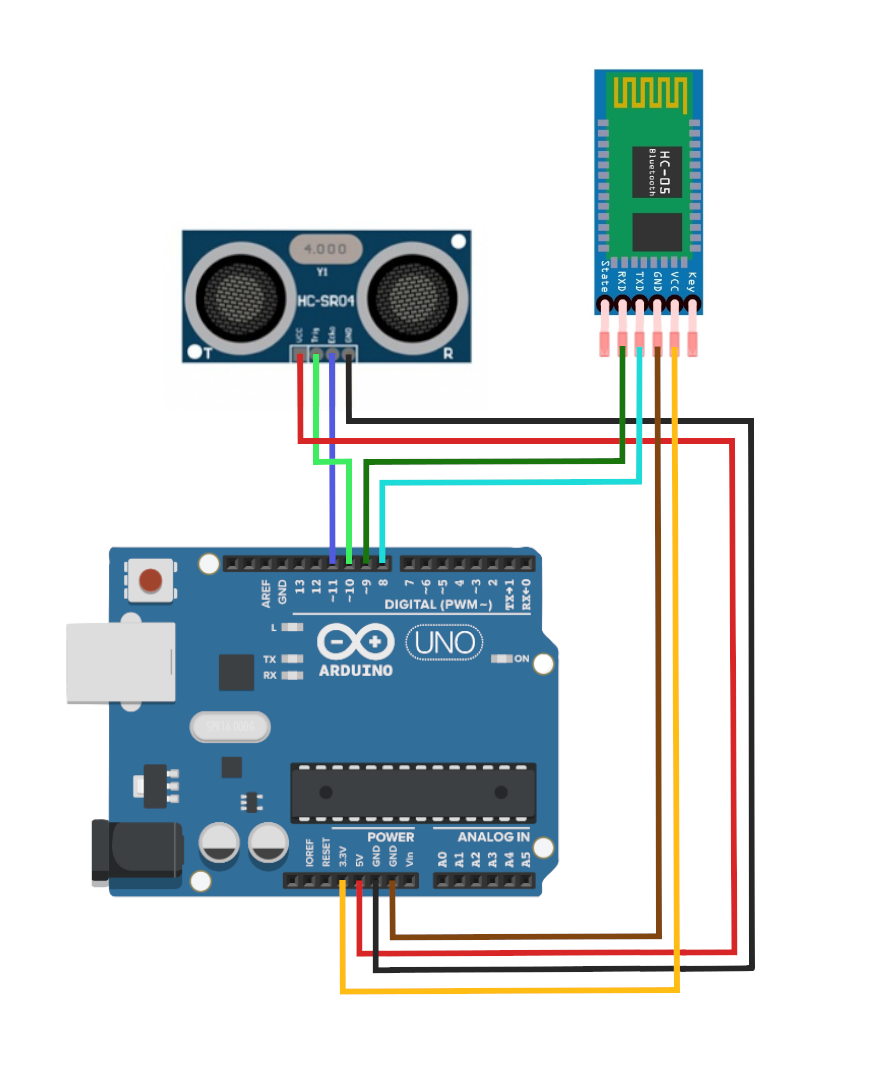 HC-05
Bluetooth
State
RXD
TXD
GND
VCC
Key
4.000
Y1
HC-SR04
VCC
Trig
Echo
GND
T
R
AREF
GND
13
12
~11
~10
~9
8
7
~6
~5
4
~3
2
TX→1
RX←0
DIGITAL (PWM~)
L
TX
RX
ARDUINO
UNO
ON
POWER
ANALOG IN
IOREF
RESET
3.3V
5V
GND
GND
Vin
A0
A1
A2
A3
A4
A5